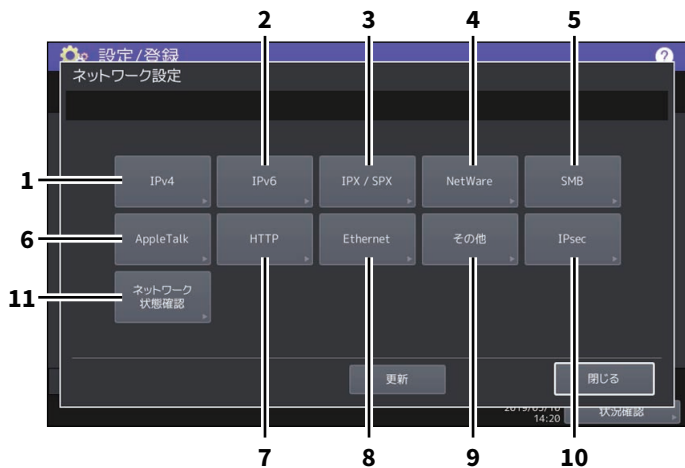 2 3 4 5
設定/登録 ?
ネットワーク設定
1 IPv4 IPv6 IPX / SPX NetWare SMB
6 AppleTalk HTTP Ethernet その他 IPsec
11 ネットワーク
状態確認
更新 閉じる
14:20 状況確認
7 8 9 10